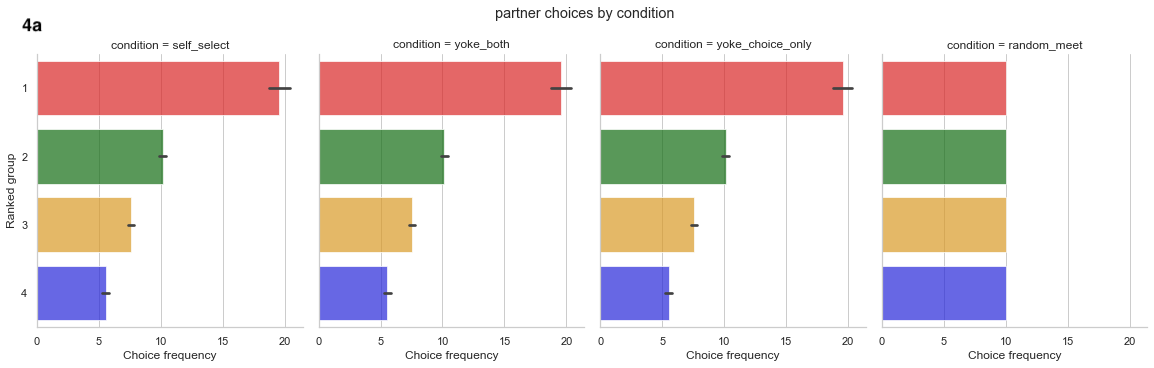 partner choices by condition
4a
condition = self_select
condition = yoke_both
condition = yoke_choice_only
condition = random_meet
Ranked group
1
2
3
4
0 5 10 15 20
0 5 10 15 20
0 5 10 15 20
0 5 10 15 20
Choice frequency
Choice frequency
Choice frequency
Choice frequency